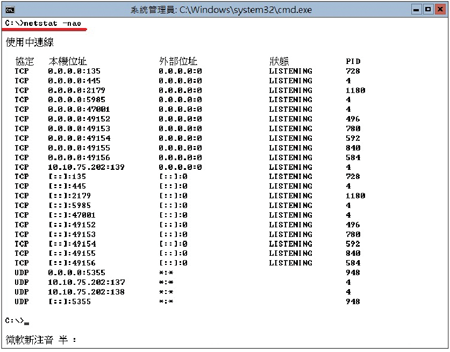 系統管理員: C:\Windows\system32\cmd.exe
C:\>netstat -nao
使用中連線
協定 本機位址 外部位址 狀態 PID
TCP 0.0.0.0:135 0.0.0.0:0 LISTENING 728
TCP 0.0.0.0:445 0.0.0.0:0 LISTENING 4
TCP 0.0.0.0:2179 0.0.0.0:0 LISTENING 1180
TCP 0.0.0.0:5985 0.0.0.0:0 LISTENING 4
TCP 0.0.0.0:47001 0.0.0.0:0 LISTENING 4
TCP 0.0.0.0:49152 0.0.0.0:0 LISTENING 496
TCP 0.0.0.0:49153 0.0.0.0:0 LISTENING 780
TCP 0.0.0.0:49154 0.0.0.0:0 LISTENING 592
TCP 0.0.0.0:49155 0.0.0.0:0 LISTENING 840
TCP 0.0.0.0:49156 0.0.0.0:0 LISTENING 584
TCP 10.10.75.202:139 0.0.0.0:0 LISTENING 4
TCP [::]:135 [::]:0 LISTENING 728
TCP [::]:445 [::]:0 LISTENING 4
TCP [::]:2179 [::]:0 LISTENING 1180
TCP [::]:5985 [::]:0 LISTENING 4
TCP [::]:47001 [::]:0 LISTENING 4
TCP [::]:49152 [::]:0 LISTENING 496
TCP [::]:49153 [::]:0 LISTENING 780
TCP [::]:49154 [::]:0 LISTENING 592
TCP [::]:49155 [::]:0 LISTENING 840
TCP [::]:49156 [::]:0 LISTENING 584
UDP 0.0.0.0:5355 *:* 948
UDP 10.10.75.202:137 *:* 4
UDP 10.10.75.202:138 *:* 4
UDP [::]:5355 *:* 948
C:\>_
微軟新注音 半 :